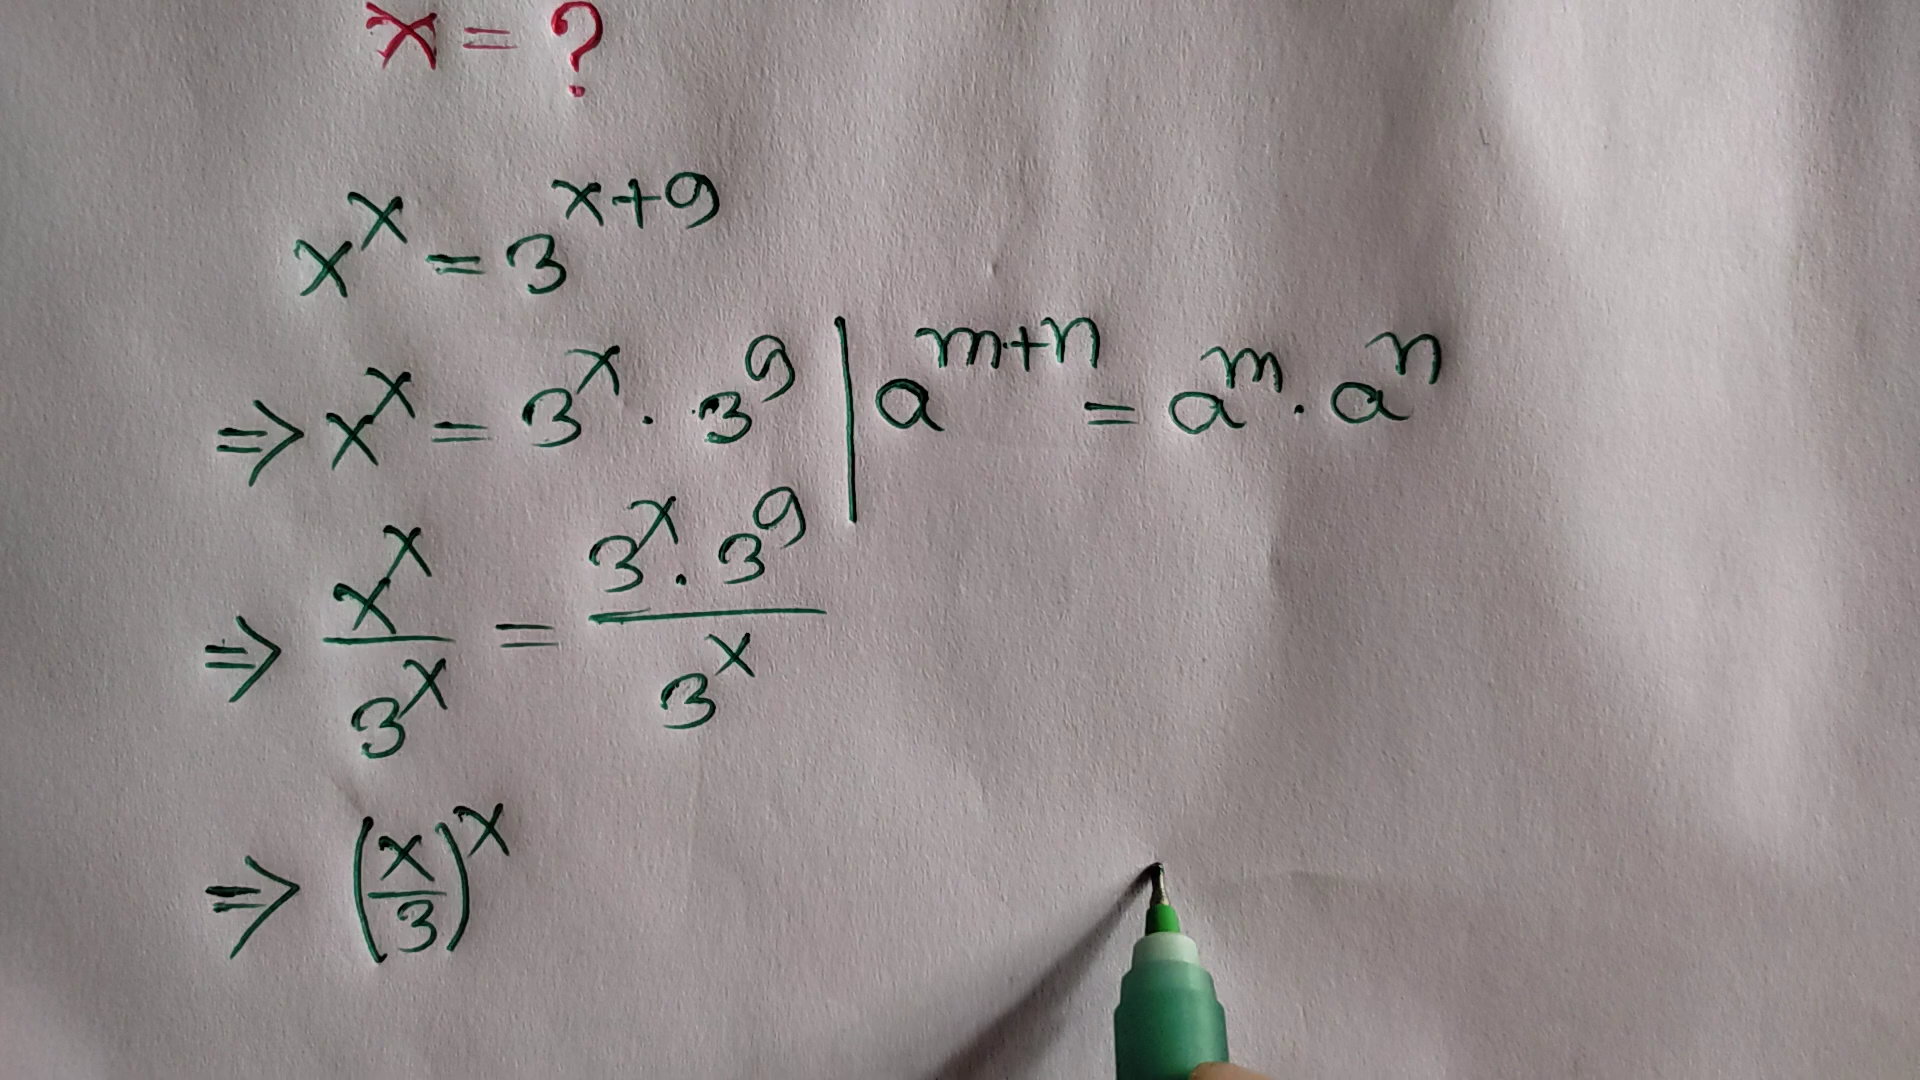 x = ?
x^x = 3^{x+9}
⇒ x^x = 3^x · 3^9 | a^{m+n} = a^m · a^n
⇒ x^x / 3^x = 3^x · 3^9 / 3^x
⇒ (x/3)^x